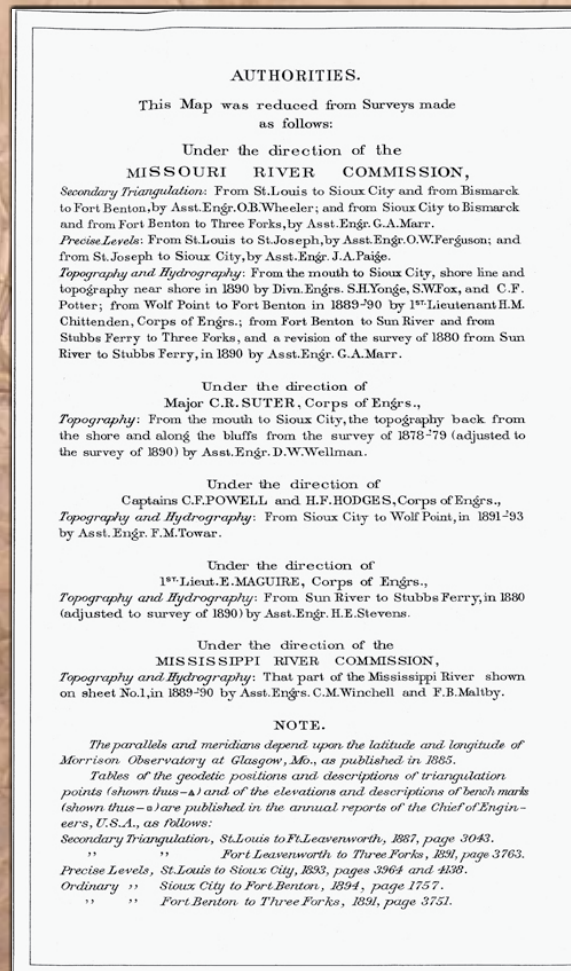 AUTHORITIES.
This Map was reduced from Surveys made
as follows:
Under the direction of the
MISSOURI RIVER COMMISSION,
Secondary Triangulation: From St.Louis to Sioux City and from Bismarck
to Fort Benton, by Asst.Engr.O.B.Wheeler; and from Sioux City to Bismarck
and from Fort Benton to Three Forks, by Asst.Engr. G.A.Marr.
Precise Levels: From St.Louis to St.Joseph, by Asst.Engr.O.W.Ferguson; and
from St.Joseph to Sioux City, by Asst.Engr. J.A.Paige.
Topography and Hydrography: From the mouth to Sioux City, shore line and
topography near shore in 1890 by Divn.Engrs. S.H.Yonge, S.W.Fox, and C.F.
Potter; from Wolf Point to Fort Benton in 1889-'90 by 1ST. Lieutenant H.M.
Chittenden, Corps of Engrs.; from Fort Benton to Sun River and from
Stubbs Ferry to Three Forks, and a revision of the survey of 1880 from Sun
River to Stubbs Ferry, in 1890 by Asst.Engr. G.A.Marr.
Under the direction of
Major C.R. SUTER, Corps of Engrs.,
Topography: From the mouth to Sioux City, the topography back from
the shore and along the bluffs from the survey of 1878-'79 (adjusted to
the survey of 1890) by Asst.Engr. D.W.Wellman.
Under the direction of
Captains C.F.POWELL and H.F.HODGES, Corps of Engrs.,
Topography and Hydrography: From Sioux City to Wolf Point, in 1891-'93
by Asst. Engr. F.M.Towar.
Under the direction of
1ST. Lieut.E.MAGUIRE, Corps of Engrs.,
Topography and Hydrography: From Sun River to Stubbs Ferry, in 1880
(adjusted to survey of 1890) by Asst.Engr. H.E.Stevens.
Under the direction of the
MISSISSIPPI RIVER COMMISSION,
Topography and Hydrography: That part of the Mississippi River shown
on sheet No.1, in 1889-'90 by Asst.Engrs. C.M.Winchell and F.B.Maltby.
NOTE.
The parallels and meridians depend upon the latitude and longitude of
Morrison Observatory at Glasgow, Mo., as published in 1885.
Tables of the geodetic positions and descriptions of triangulation
points (shown thus-▵) and of the elevations and descriptions of bench marks
(shown thus-▫) are published in the annual reports of the Chief of Engin-
eers, U.S.A., as follows:
Secondary Triangulation, St.Louis to Ft.Leavenworth, 1887, page 3043.
" " Fort Leavenworth to Three Forks, 1891, page 3763.
Precise Levels, St.Louis to Sioux City, 1893, pages 3964 and 4138.
Ordinary " Sioux City to Fort Benton, 1894, page 1757.
" " Fort Benton to Three Forks, 1891, page 3751.